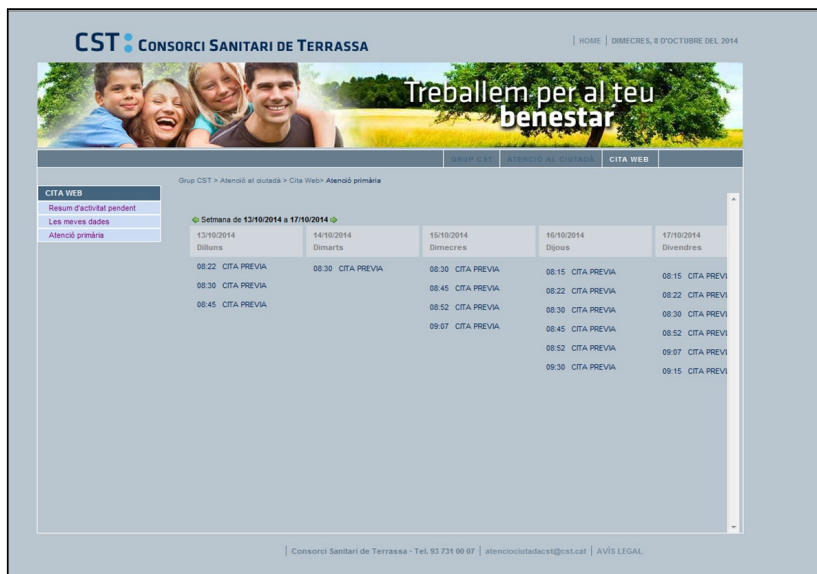 CST: CONSORCI SANITARI DE TERRASSA
HOME | DIMECRES, 8 D'OCTUBRE DEL 2014
Treballem per al teu
benestar
GRUP CST ATENCIÓ AL CIUTADÀ CITA WEB
Grup CST > Atenció al ciutadà > Cita Web> Atenció primària
CITA WEB
Resum d'activitat pendent
Les meves dades
Atenció primària
Setmana de 13/10/2014 a 17/10/2014
13/10/2014
Dilluns
08:22 CITA PREVIA
08:30 CITA PREVIA
08:45 CITA PREVIA
14/10/2014
Dimarts
08:30 CITA PREVIA
15/10/2014
Dimecres
08:30 CITA PREVIA
08:45 CITA PREVIA
08:52 CITA PREVIA
09:07 CITA PREVIA
16/10/2014
Dijous
08:15 CITA PREVIA
08:22 CITA PREVIA
08:30 CITA PREVIA
08:45 CITA PREVIA
08:52 CITA PREVIA
09:30 CITA PREVIA
17/10/2014
Divendres
08:15 CITA PREVI
08:22 CITA PREVI
08:30 CITA PREVI
08:52 CITA PREVI
09:07 CITA PREVI
09:15 CITA PREVI
Consorci Sanitari de Terrassa - Tel. 93 731 00 07 | atenciociutadacst@cst.cat | AVÍS LEGAL